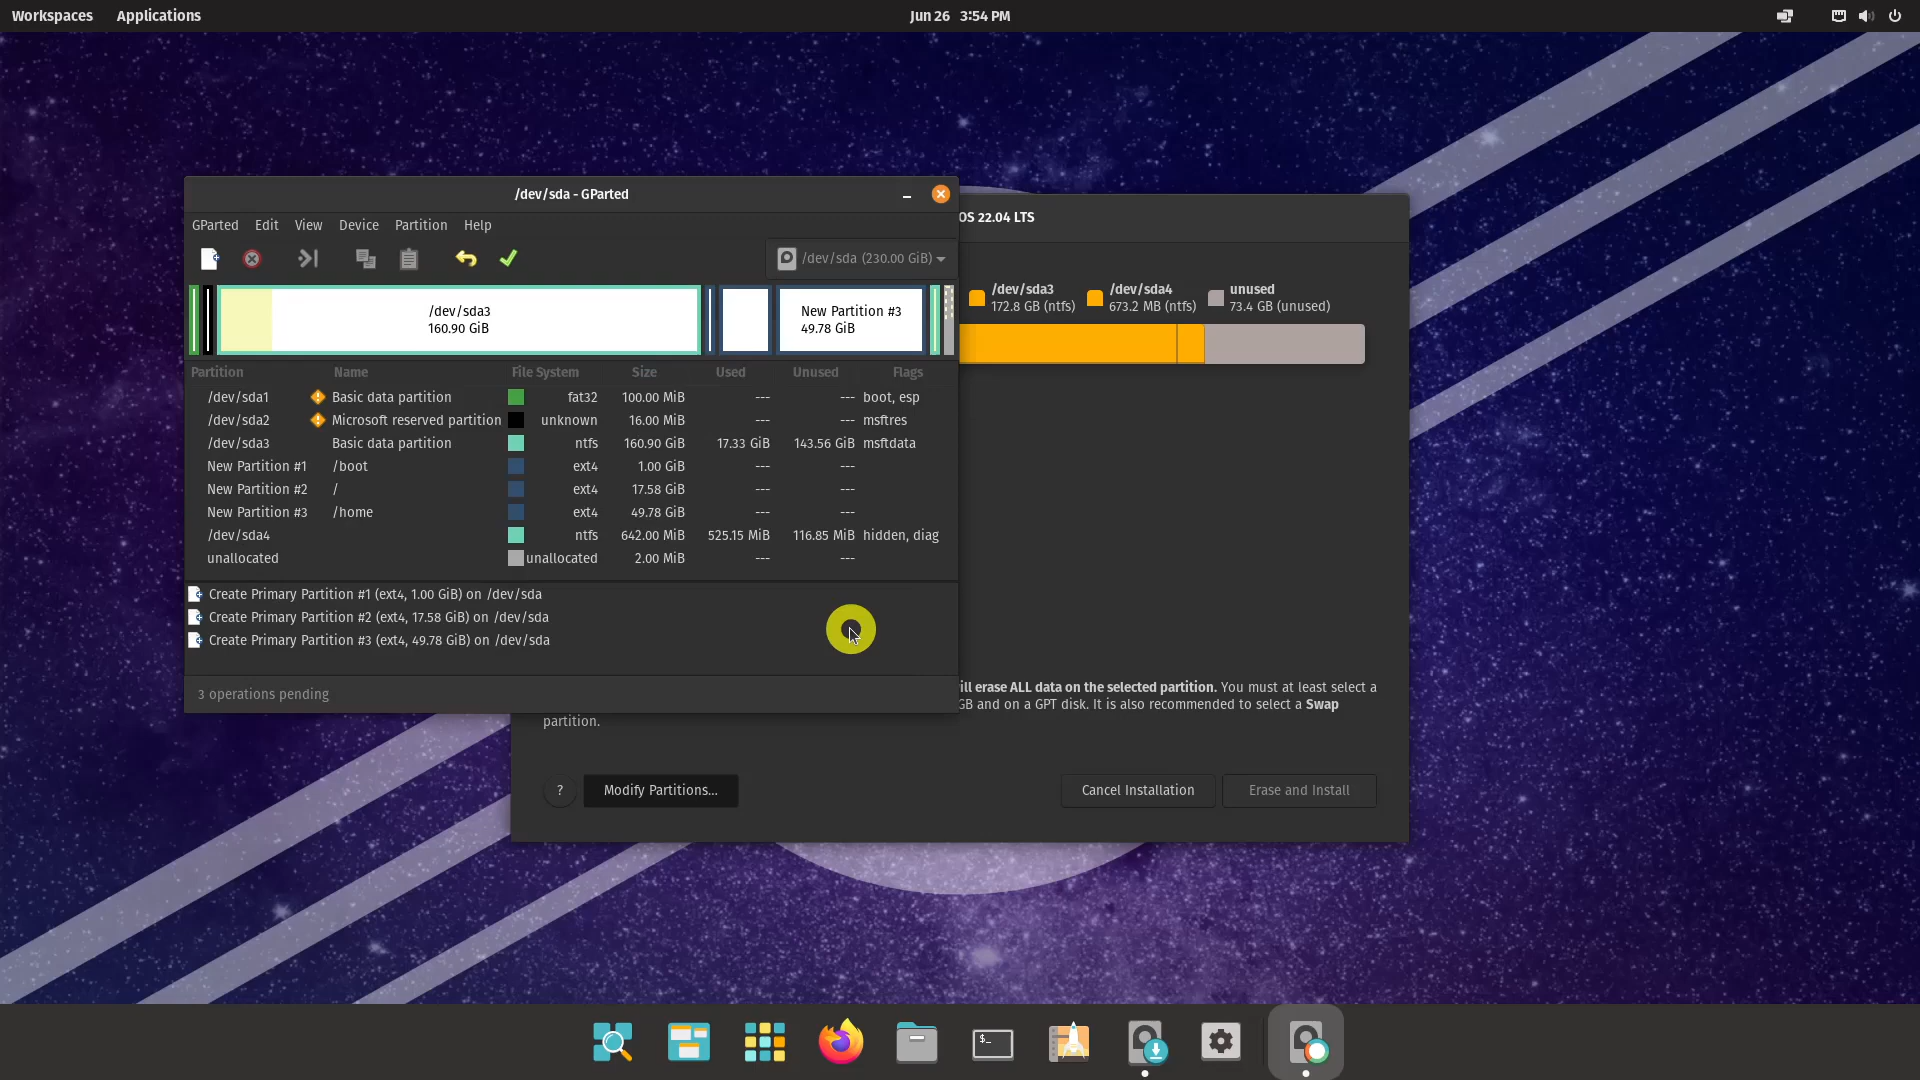 Workspaces Applications Jun 26 3:54 PM
/dev/sda - GParted
OS 22.04 LTS
GParted Edit View Device Partition Help
/dev/sda (230.00 GiB)
/dev/sda3
160.90 GiB
New Partition #3
49.78 GiB
/dev/sda3
172.8 GB (ntfs)
/dev/sda4
673.2 MB (ntfs)
unused
73.4 GB (unused)
Partition Name File System Size Used Unused Flags
/dev/sda1 Basic data partition fat32 100.00 MiB --- --- boot, esp
/dev/sda2 Microsoft reserved partition unknown 16.00 MiB --- --- msftres
/dev/sda3 Basic data partition ntfs 160.90 GiB 17.33 GiB 143.56 GiB msftdata
New Partition #1 /boot ext4 1.00 GiB --- ---
New Partition #2 / ext4 17.58 GiB --- ---
New Partition #3 /home ext4 49.78 GiB --- ---
/dev/sda4 ntfs 642.00 MiB 525.15 MiB 116.85 MiB hidden, diag
unallocated unallocated 2.00 MiB --- ---
Create Primary Partition #1 (ext4, 1.00 GiB) on /dev/sda
Create Primary Partition #2 (ext4, 17.58 GiB) on /dev/sda
Create Primary Partition #3 (ext4, 49.78 GiB) on /dev/sda
3 operations pending
ill erase ALL data on the selected partition. You must at least select a
GB and on a GPT disk. It is also recommended to select a Swap
partition.
? Modify Partitions... Cancel Installation Erase and Install
$_